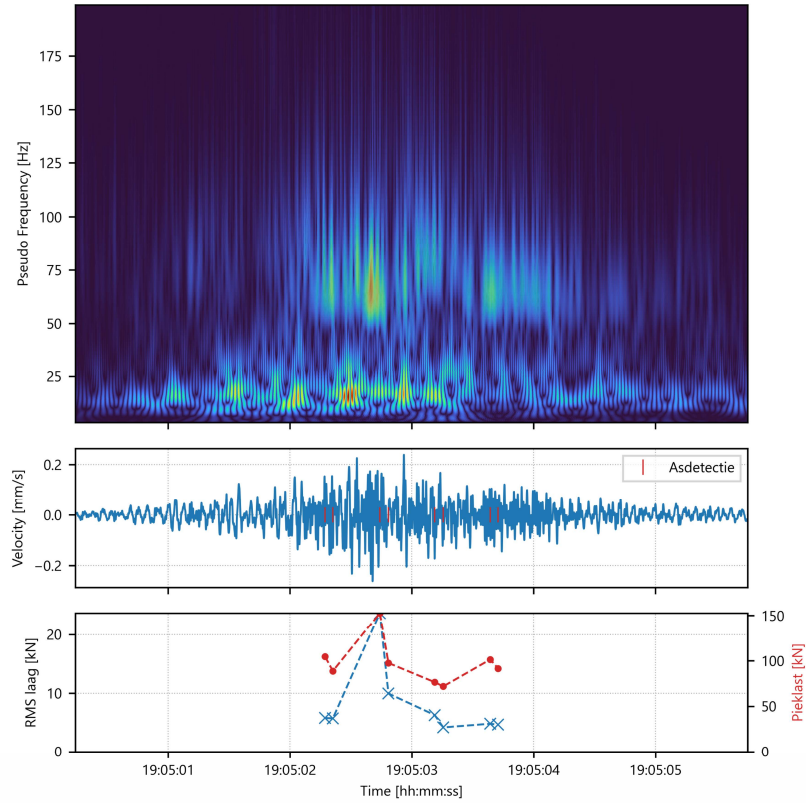 175
150
125
100
75
50
25
Pseudo Frequency [Hz]
0.2
0.0
−0.2
Velocity [mm/s]
Asdetectie
20
10
0
RMS laag [kN]
150
100
50
0
Pieklast [kN]
19:05:01 19:05:02 19:05:03 19:05:04 19:05:05
Time [hh:mm:ss]